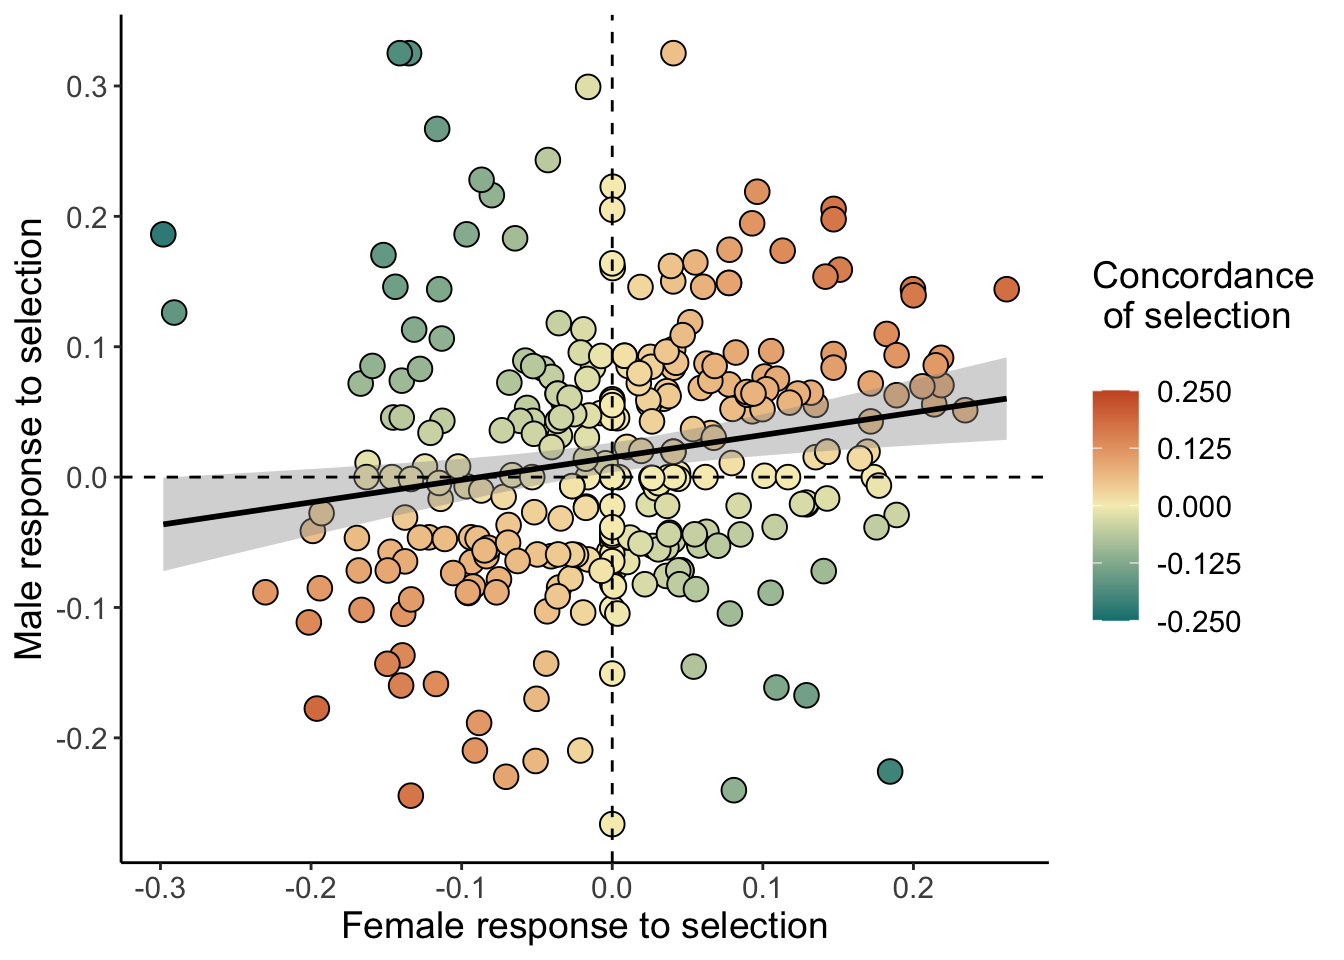 0.3
0.2
0.1
0.0
-0.1
-0.2
Male response to selection
-0.3 -0.2 -0.1 0.0 0.1 0.2
Female response to selection
Concordance
of selection
0.250
0.125
0.000
-0.125
-0.250